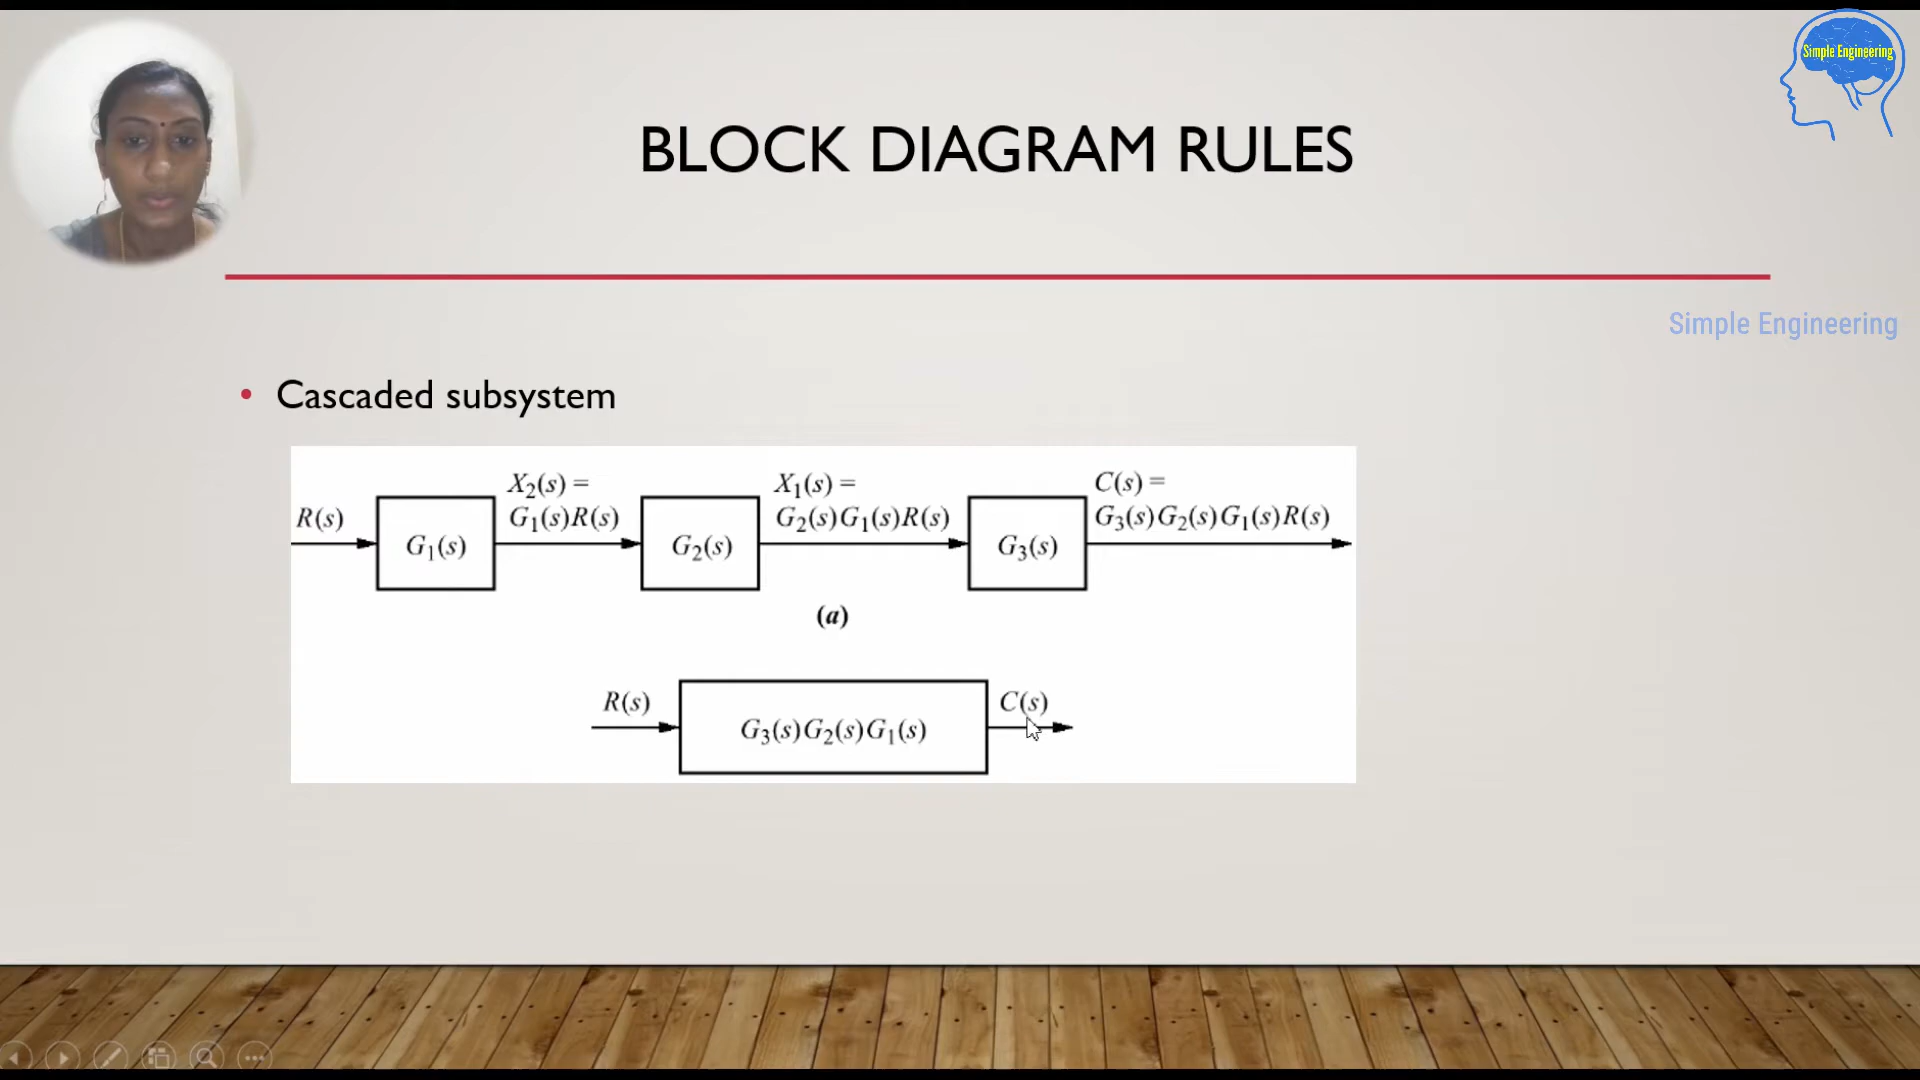 Simple Engineering
BLOCK DIAGRAM RULES
Simple Engineering
• Cascaded subsystem
R(s)
G₁(s)
X₂(s) =
G₁(s)R(s)
G₂(s)
X₁(s) =
G₂(s)G₁(s)R(s)
G₃(s)
C(s) =
G₃(s)G₂(s)G₁(s)R(s)
(a)
R(s)
G₃(s)G₂(s)G₁(s)
C(s)